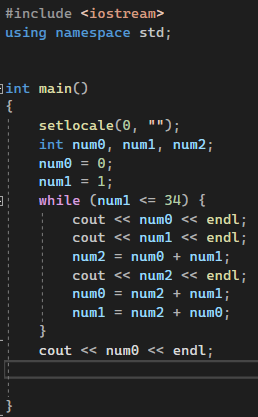 #include <iostream>
using namespace std;
int main()
{
setlocale(0, "");
int num0, num1, num2;
num0 = 0;
num1 = 1;
while (num1 <= 34) {
cout << num0 << endl;
cout << num1 << endl;
num2 = num0 + num1;
cout << num2 << endl;
num0 = num2 + num1;
num1 = num2 + num0;
}
cout << num0 << endl;
}